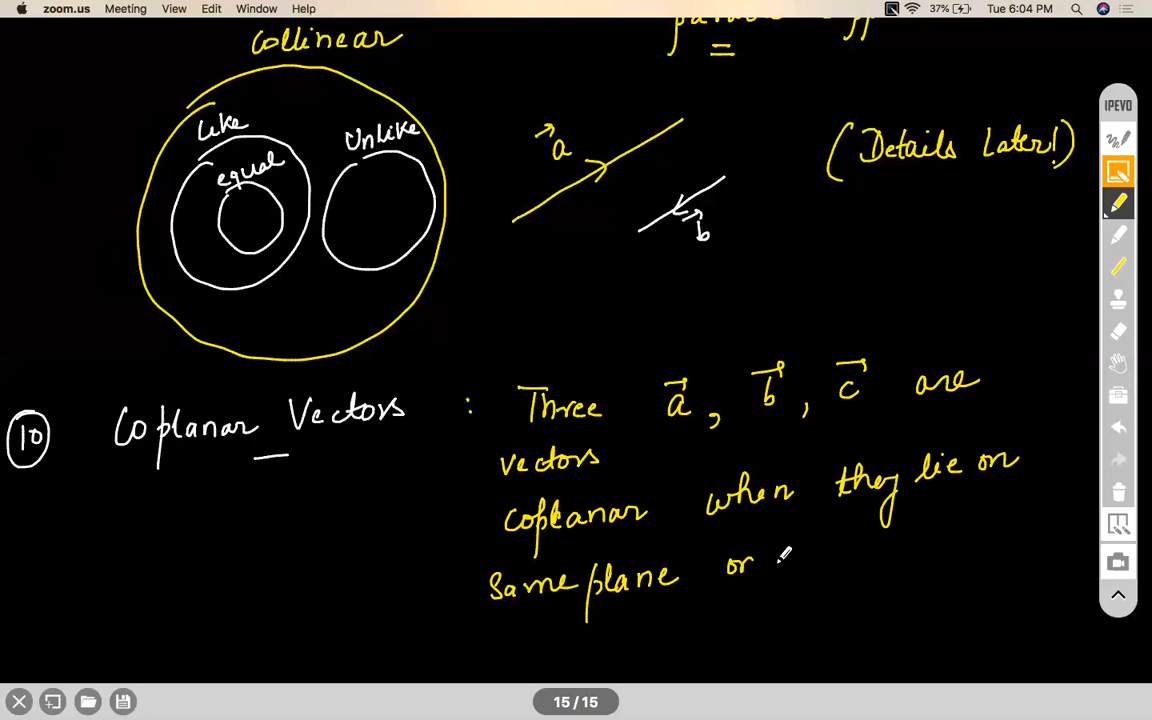 zoom.us Meeting View Edit Window Help
37% Tue 6:04 PM
Collinear
=
IPEVO
Like
Unlike
equal
a
b
(Details Later!)
10 Coplanar Vectors : Three a, b, c are
vectors
coplanar when they lie on
same plane or
15 / 15